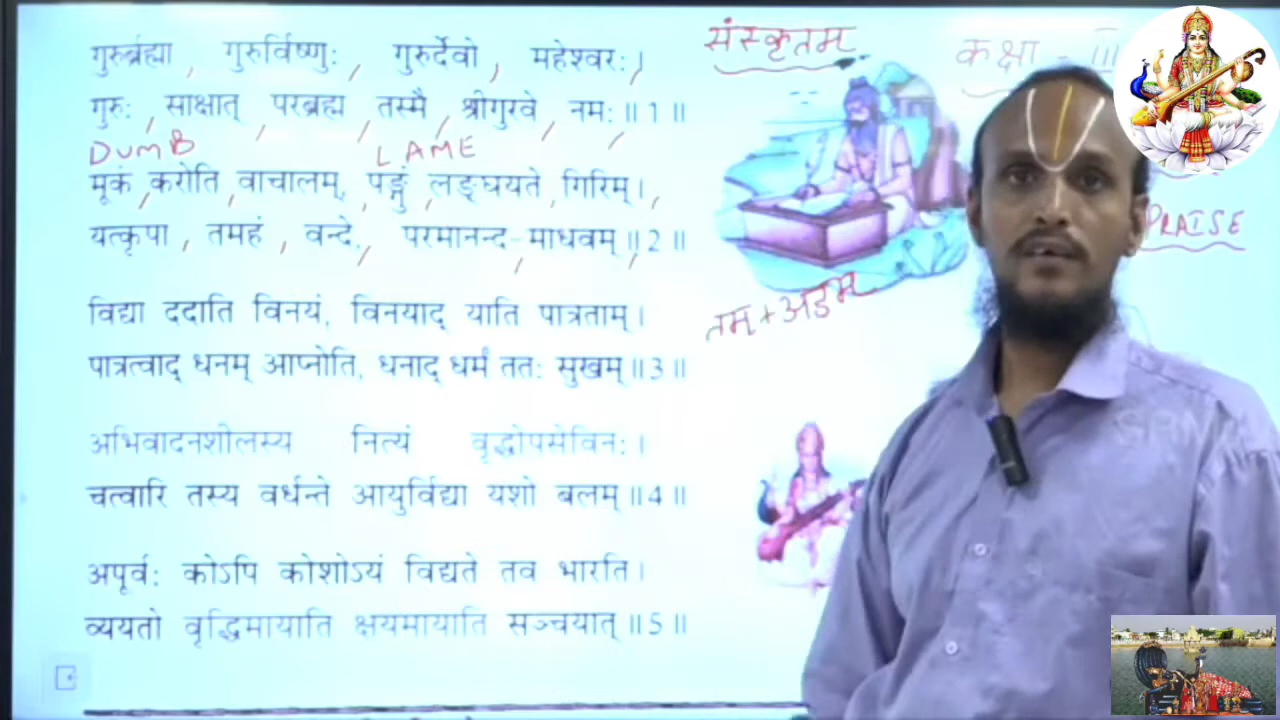 संस्कृतम्
कक्षा - III
गुरुर्ब्रह्मा , गुरुर्विष्णुः , गुरुर्देवो , महेश्वरः ।
गुरुः , साक्षात् परब्रह्म तस्मै श्रीगुरवे नमः ॥ 1 ॥
DUMB LAME
मूकं करोति वाचालम्, पङ्गुं लङ्घयते गिरिम् ।
यत्कृपा , तमहं , वन्दे, परमानन्द-माधवम् ॥ 2 ॥
PRAISE
तम् + अहम्
विद्या ददाति विनयं, विनयाद् याति पात्रताम् ।
पात्रत्वाद् धनम् आप्नोति, धनाद् धर्मं ततः सुखम् ॥ 3 ॥
अभिवादनशीलस्य नित्यं वृद्धोपसेविनः ।
चत्वारि तस्य वर्धन्ते आयुर्विद्या यशो बलम् ॥ 4 ॥
अपूर्वः कोऽपि कोशोऽयं विद्यते तव भारति ।
व्ययतो वृद्धिमायाति क्षयमायाति सञ्चयात् ॥ 5 ॥